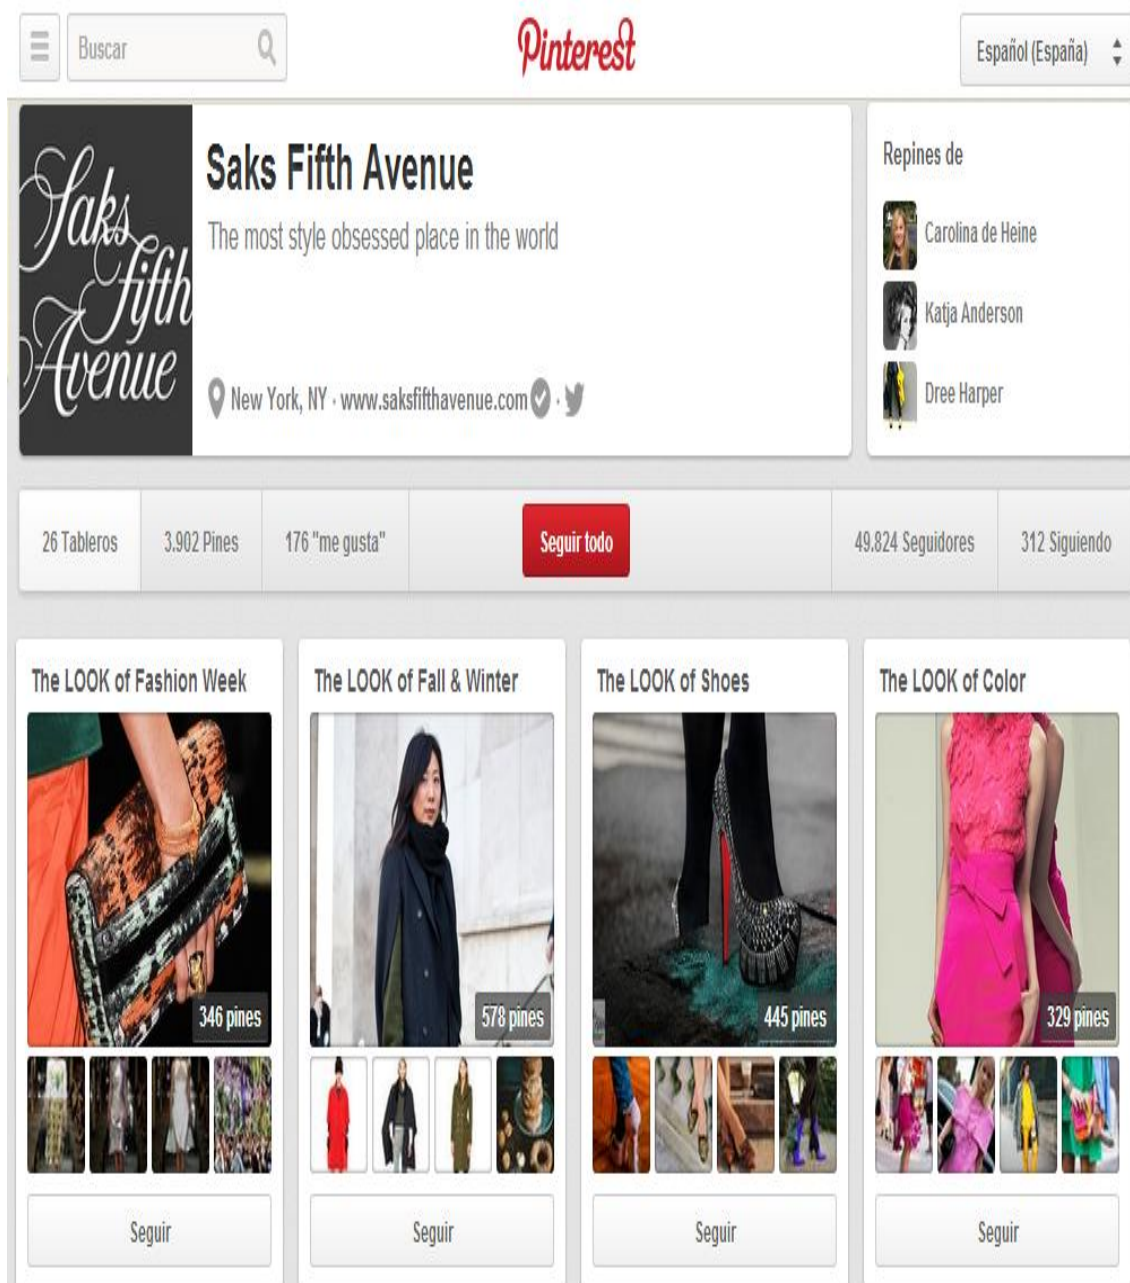 Buscar
Pinterest
Español (España)
Saks
fifth
Avenue
Saks Fifth Avenue
The most style obsessed place in the world
New York, NY · www.saksfifthavenue.com ·
Repines de
Carolina de Heine
Katja Anderson
Dree Harper
26 Tableros
3.902 Pines
176 "me gusta"
Seguir todo
49.824 Seguidores
312 Siguiendo
The LOOK of Fashion Week
346 pines
Seguir
The LOOK of Fall & Winter
578 pines
Seguir
The LOOK of Shoes
445 pines
Seguir
The LOOK of Color
329 pines
Seguir